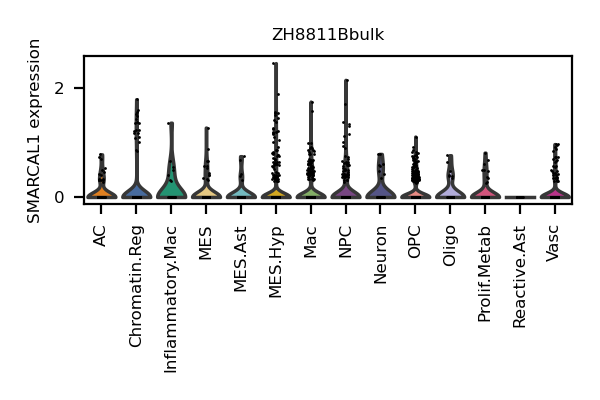 ZH8811Bbulk
SMARCAL1 expression
2
0
AC
Chromatin.Reg
Inflammatory.Mac
MES
MES.Ast
MES.Hyp
Mac
NPC
Neuron
OPC
Oligo
Prolif.Metab
Reactive.Ast
Vasc